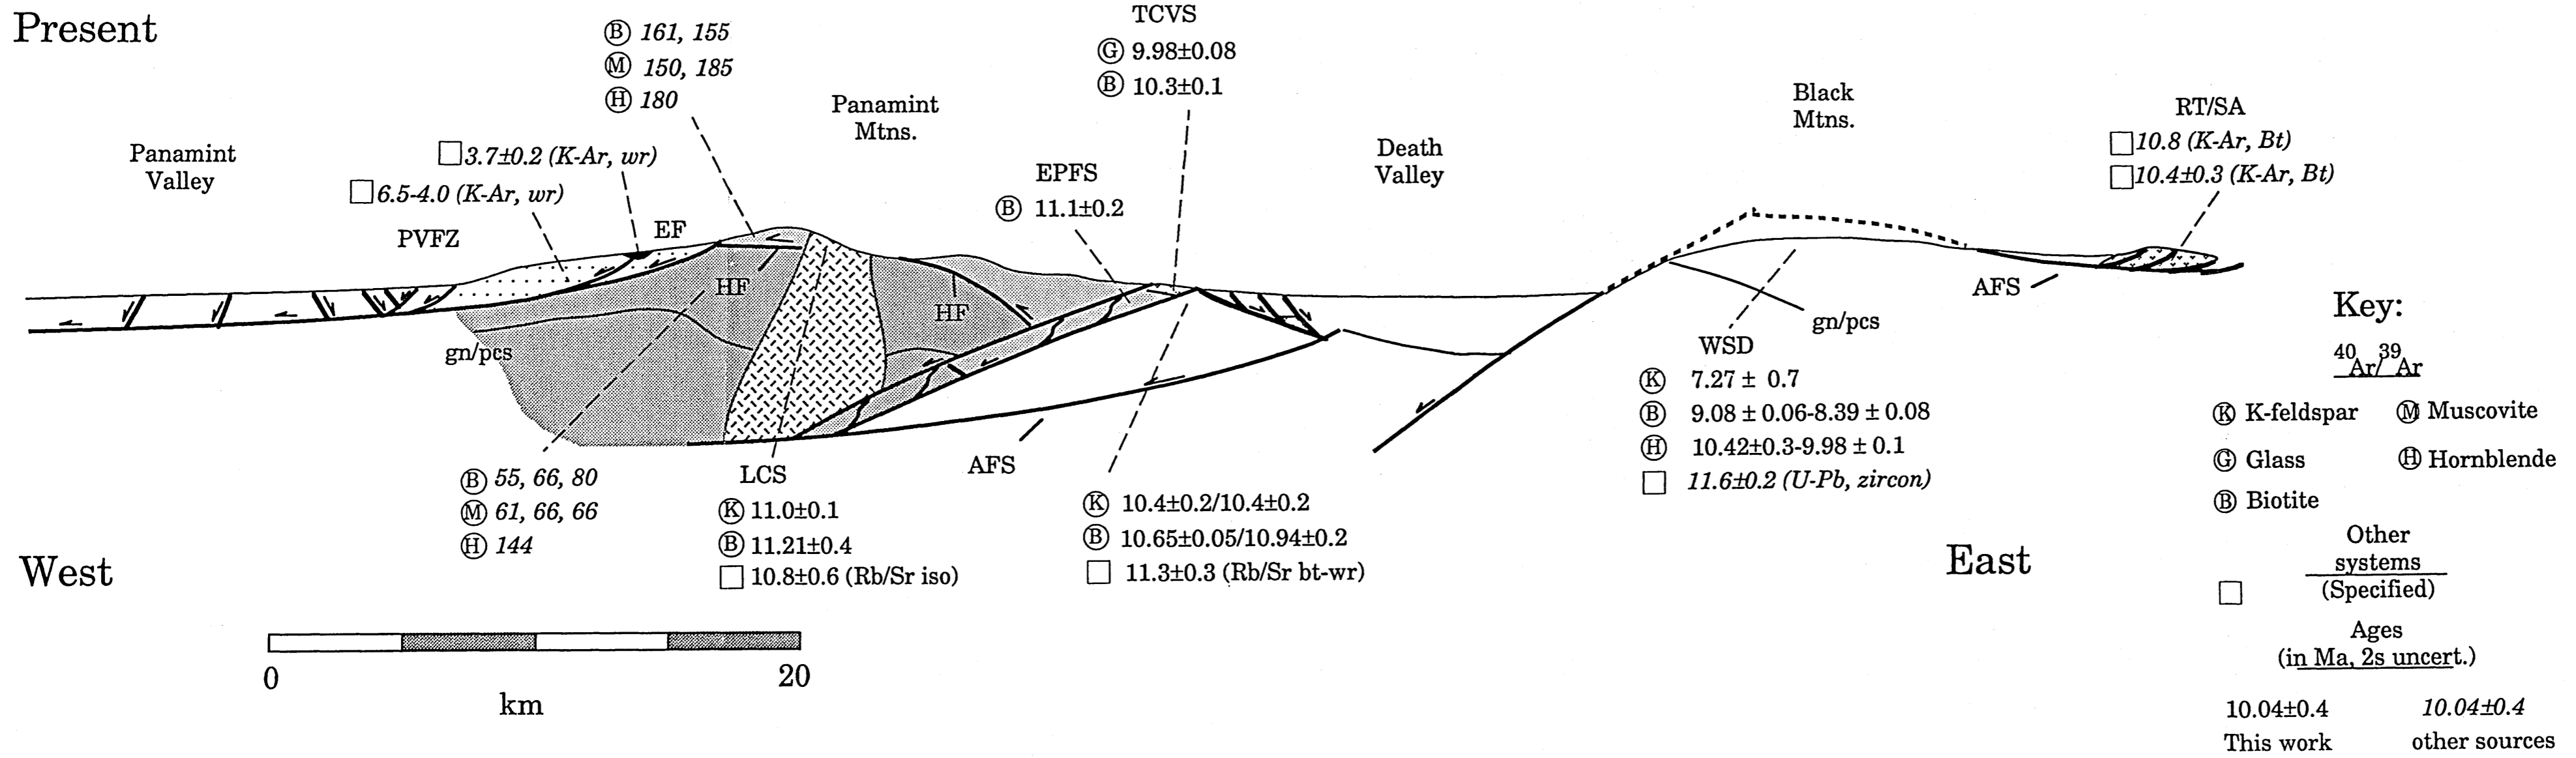 Present
Ⓑ 161, 155
Ⓜ 150, 185
Ⓗ 180
TCVS
Ⓖ 9.98±0.08
Ⓑ 10.3±0.1
Panamint
Mtns.
Black
Mtns.
RT/SA
□10.8 (K-Ar, Bt)
□10.4±0.3 (K-Ar, Bt)
Panamint
Valley
□3.7±0.2 (K-Ar, wr)
□6.5-4.0 (K-Ar, wr)
Death
Valley
EPFS
Ⓑ 11.1±0.2
PVFZ
EF
HF
HF
AFS
gn/pcs
gn/pcs
WSD
Ⓚ 7.27 ± 0.7
Ⓑ 9.08 ± 0.06-8.39 ± 0.08
Ⓗ 10.42±0.3-9.98 ± 0.1
□ 11.6±0.2 (U-Pb, zircon)
Ⓑ 55, 66, 80
Ⓜ 61, 66, 66
Ⓗ 144
LCS
Ⓚ 11.0±0.1
Ⓑ 11.21±0.4
□ 10.8±0.6 (Rb/Sr iso)
AFS
Ⓚ 10.4±0.2/10.4±0.2
Ⓑ 10.65±0.05/10.94±0.2
□ 11.3±0.3 (Rb/Sr bt-wr)
West
East
0
20
km
Key:
40Ar/39Ar
Ⓚ K-feldspar
Ⓜ Muscovite
Ⓖ Glass
Ⓗ Hornblende
Ⓑ Biotite
Other
systems
□ (Specified)
Ages
(in Ma, 2s uncert.)
10.04±0.4
10.04±0.4
This work
other sources